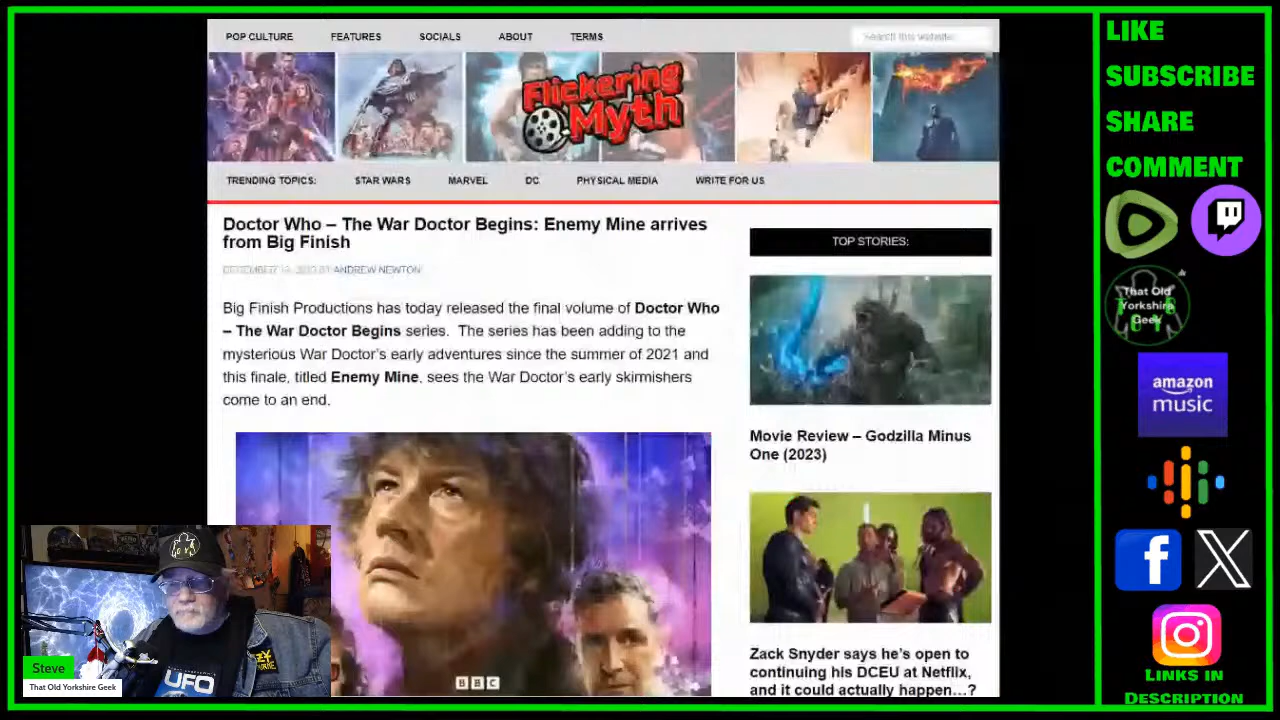 POP CULTURE
FEATURES
SOCIALS
ABOUT
TERMS
Search this website
Flickering
Myth
TRENDING TOPICS:
STAR WARS
MARVEL
DC
PHYSICAL MEDIA
WRITE FOR US
Doctor Who – The War Doctor Begins: Enemy Mine arrives
from Big Finish
BY ANDREW NEWTON
Big Finish Productions has today released the final volume of Doctor Who
– The War Doctor Begins series. The series has been adding to the
mysterious War Doctor's early adventures since the summer of 2021 and
this finale, titled Enemy Mine, sees the War Doctor's early skirmishers
come to an end.
BBC
TOP STORIES:
Movie Review – Godzilla Minus
One (2023)
Zack Snyder says he's open to
continuing his DCEU at Netflix,
and it could actually happen…?
Steve
That Old Yorkshire Geek
UFO
LIKE
SUBSCRIBE
SHARE
COMMENT
That Old
Yorkshire
Geek
amazon
music
LINKS IN
DESCRIPTION